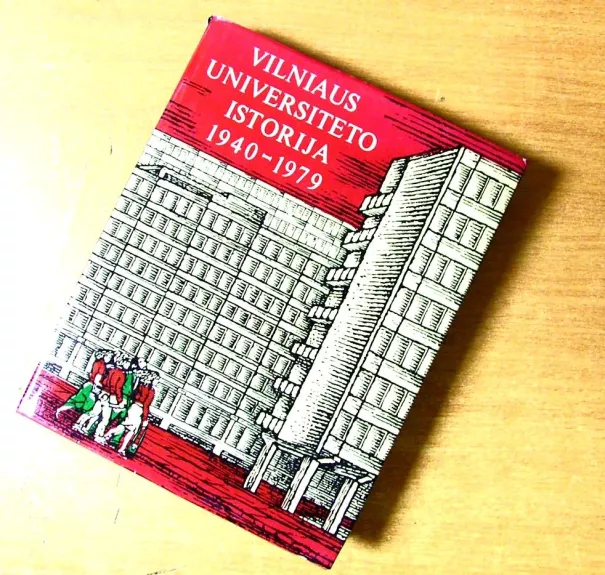 VILNIAUS
UNIVERSITETO
ISTORIJA
1940-1979